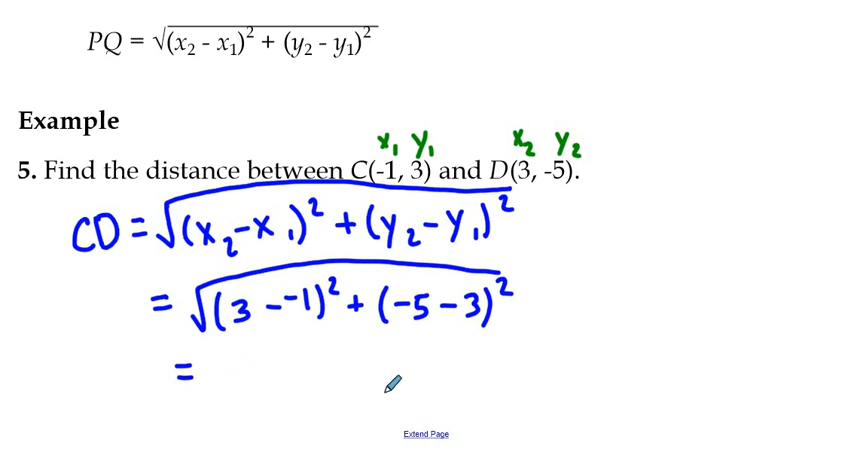 PQ = √(x₂ - x₁)² + (y₂ - y₁)²
Example
x₁ y₁ x₂ y₂
5. Find the distance between C(-1, 3) and D(3, -5).
CD = √(x₂-x₁)² + (y₂-y₁)²
= √(3 - -1)² + (-5 - 3)²
=
Extend Page